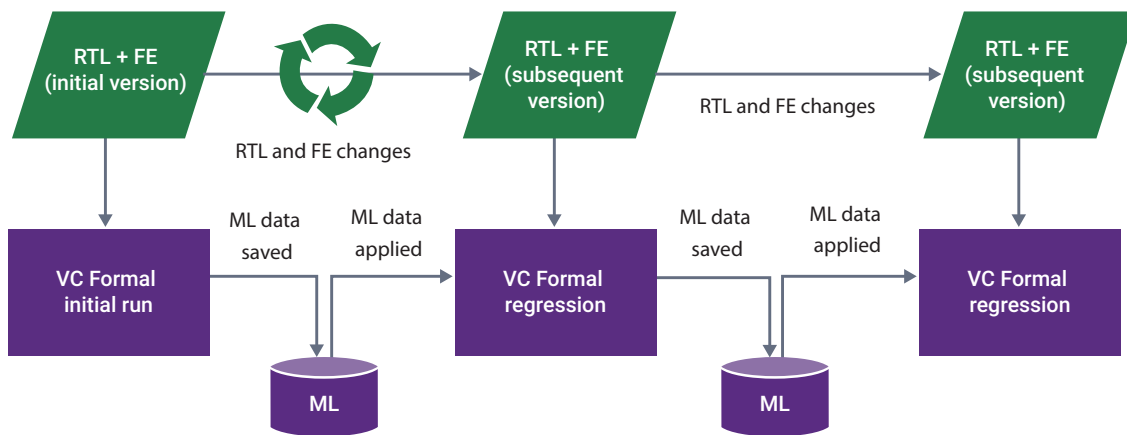 RTL + FE
(initial version)
RTL and FE changes
RTL + FE
(subsequent
version)
RTL and FE changes
RTL + FE
(subsequent
version)
VC Formal
initial run
ML data
saved
ML data
applied
VC Formal
regression
ML data
saved
ML data
applied
VC Formal
regression
ML
ML